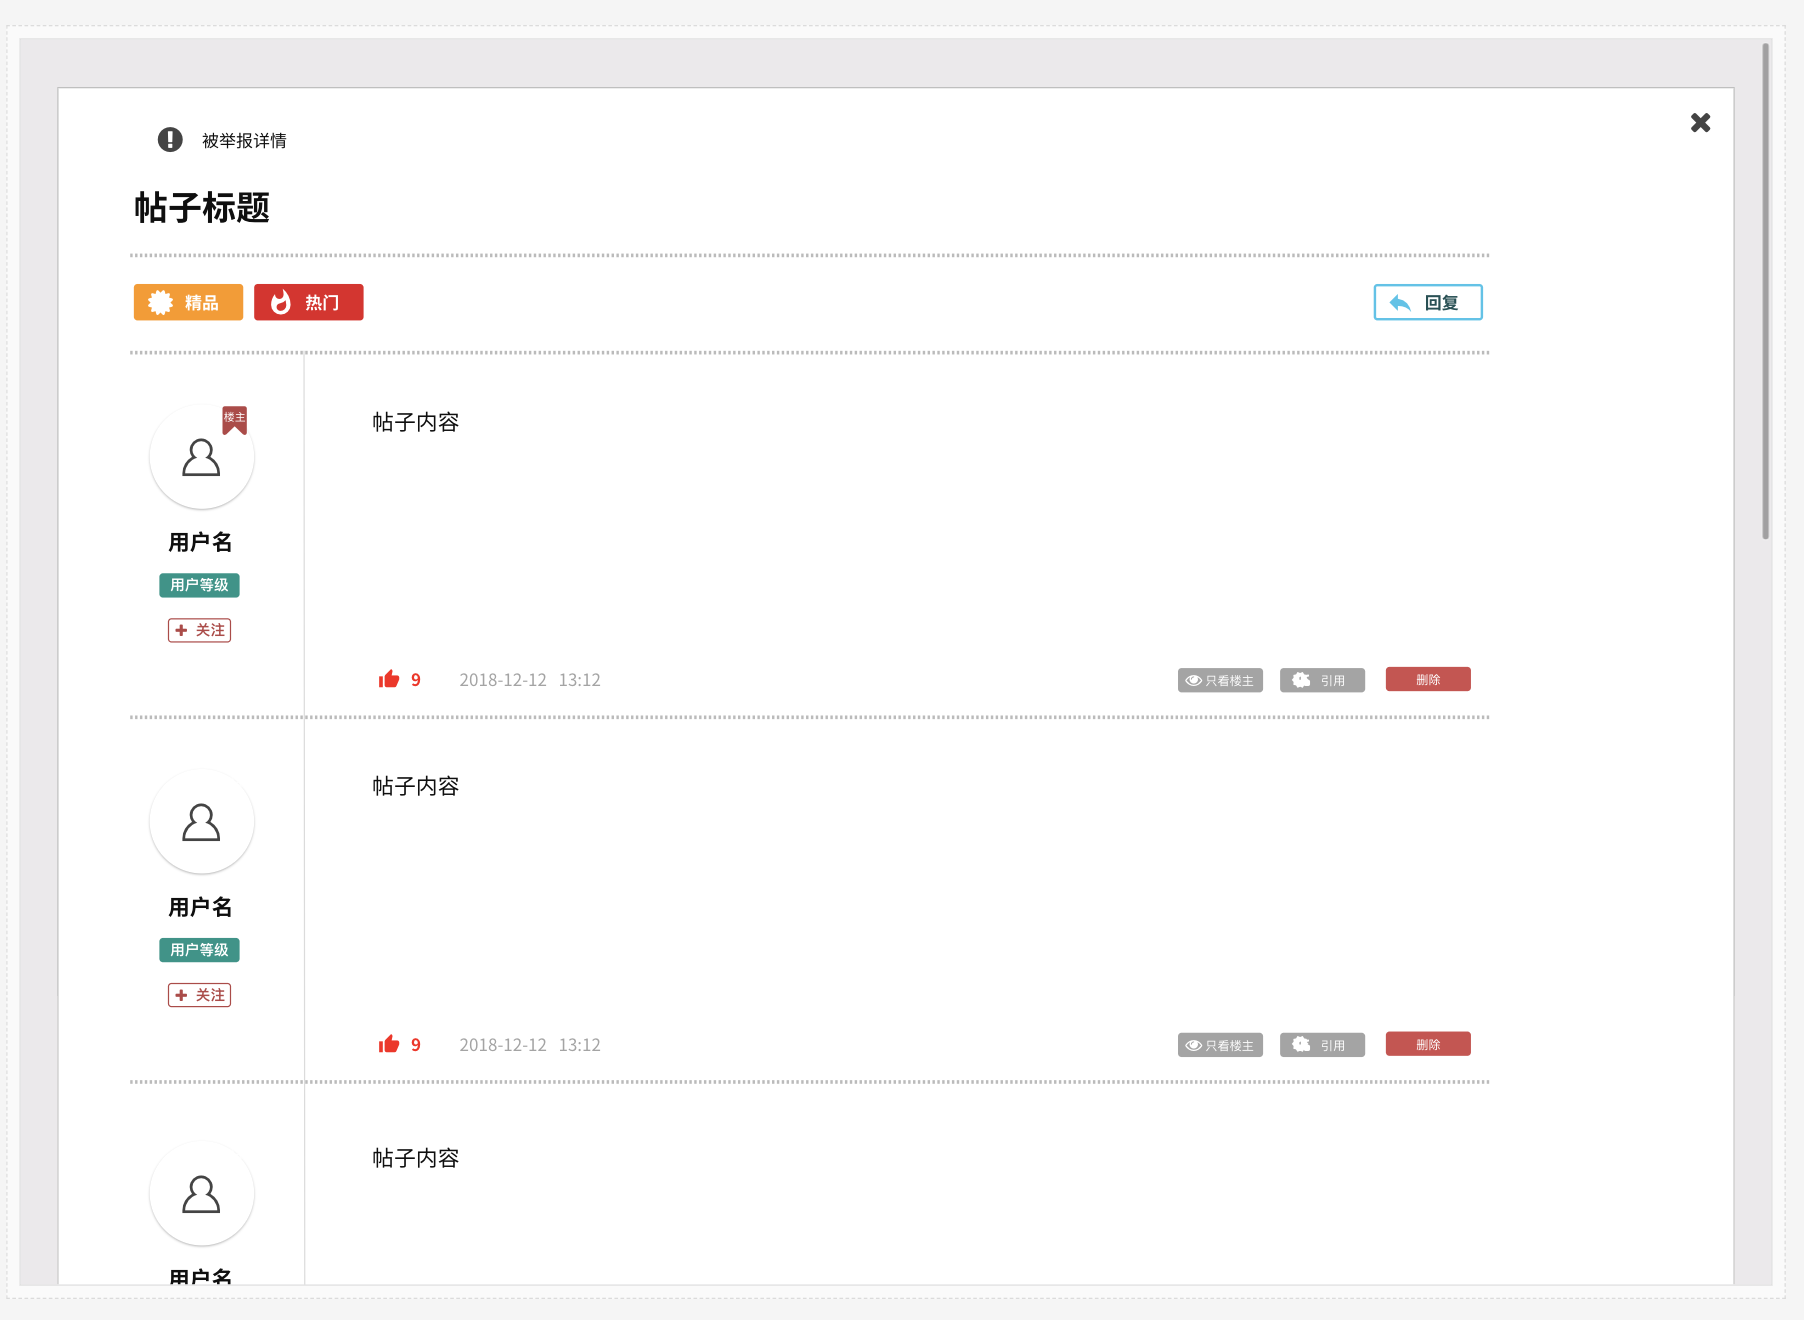 被举报详情
帖子标题
精品 热门 回复
楼主
帖子内容
用户名
用户等级
关注
9 2018-12-12 13:12 只看楼主 引用 删除
帖子内容
用户名
用户等级
关注
9 2018-12-12 13:12 只看楼主 引用 删除
帖子内容
用户名